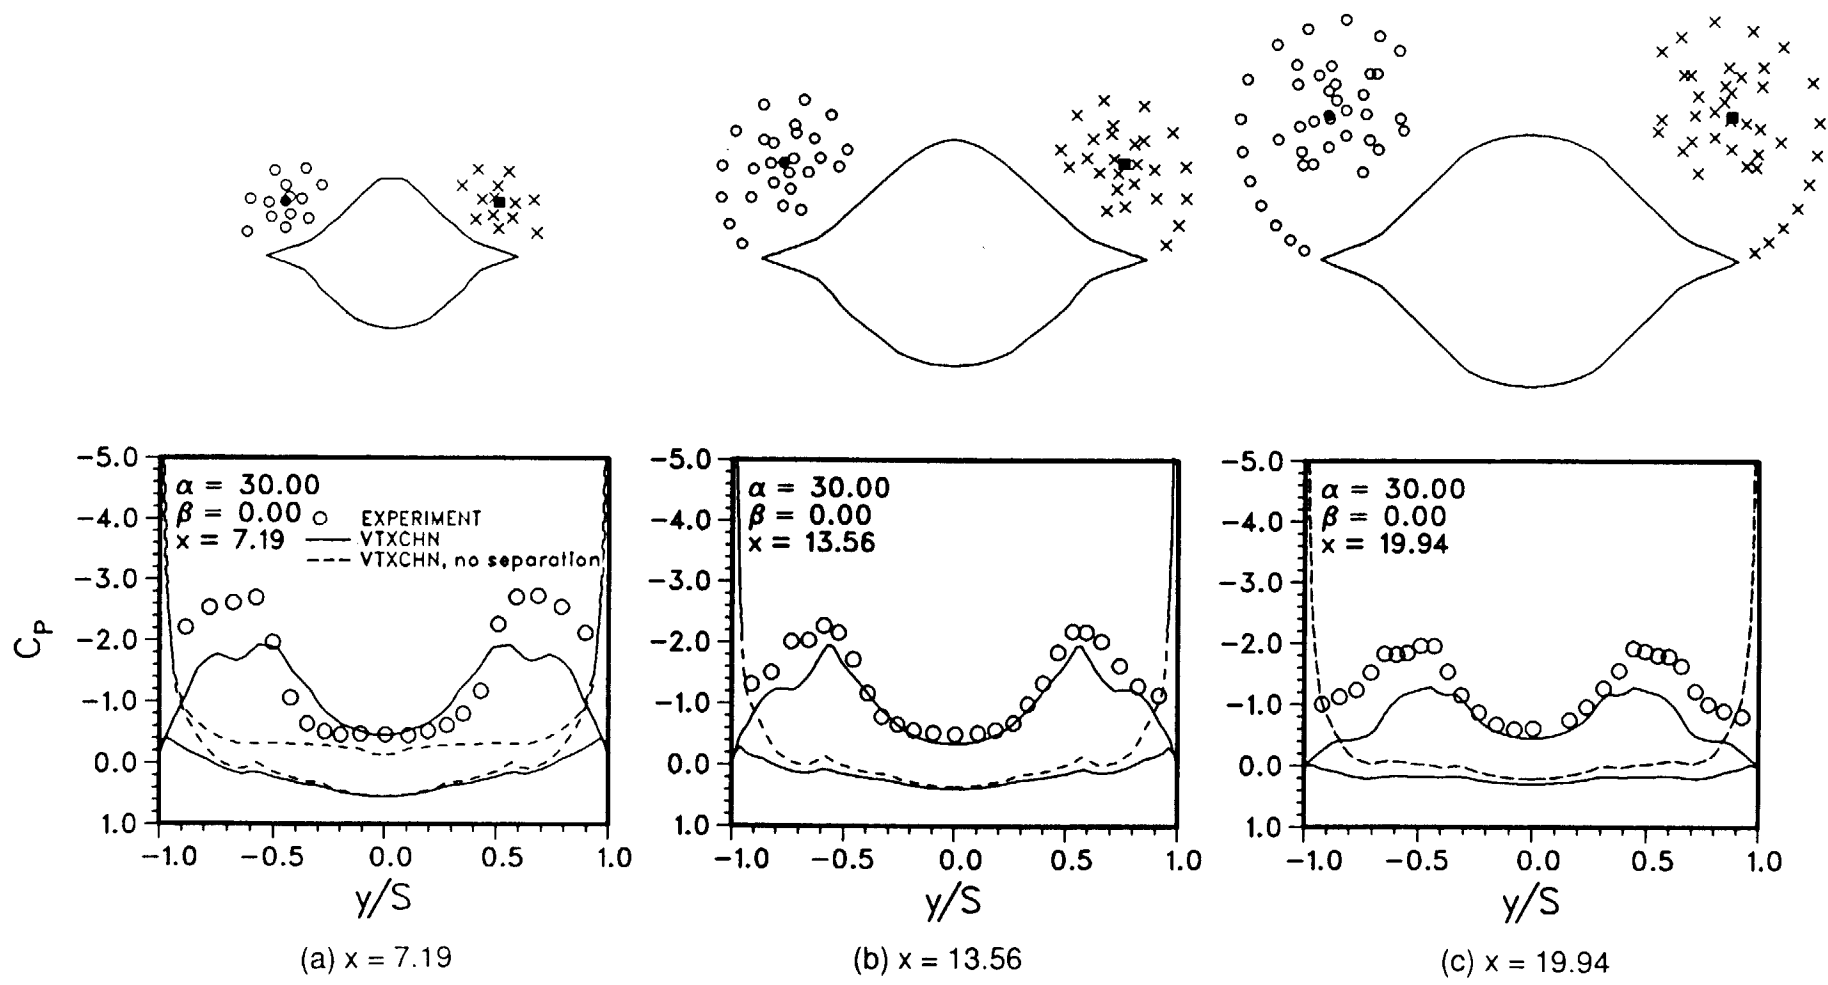 −5.0
−4.0
−3.0
−2.0
−1.0
0.0
1.0
C_P
α = 30.00
β = 0.00
x = 7.19
EXPERIMENT
VTXCHN
VTXCHN, no separation
−1.0 −0.5 0.0 0.5 1.0
y/S
(a) x = 7.19
−5.0
−4.0
−3.0
−2.0
−1.0
0.0
1.0
α = 30.00
β = 0.00
x = 13.56
−1.0 −0.5 0.0 0.5 1.0
y/S
(b) x = 13.56
−5.0
−4.0
−3.0
−2.0
−1.0
0.0
1.0
α = 30.00
β = 0.00
x = 19.94
−1.0 −0.5 0.0 0.5 1.0
y/S
(c) x = 19.94